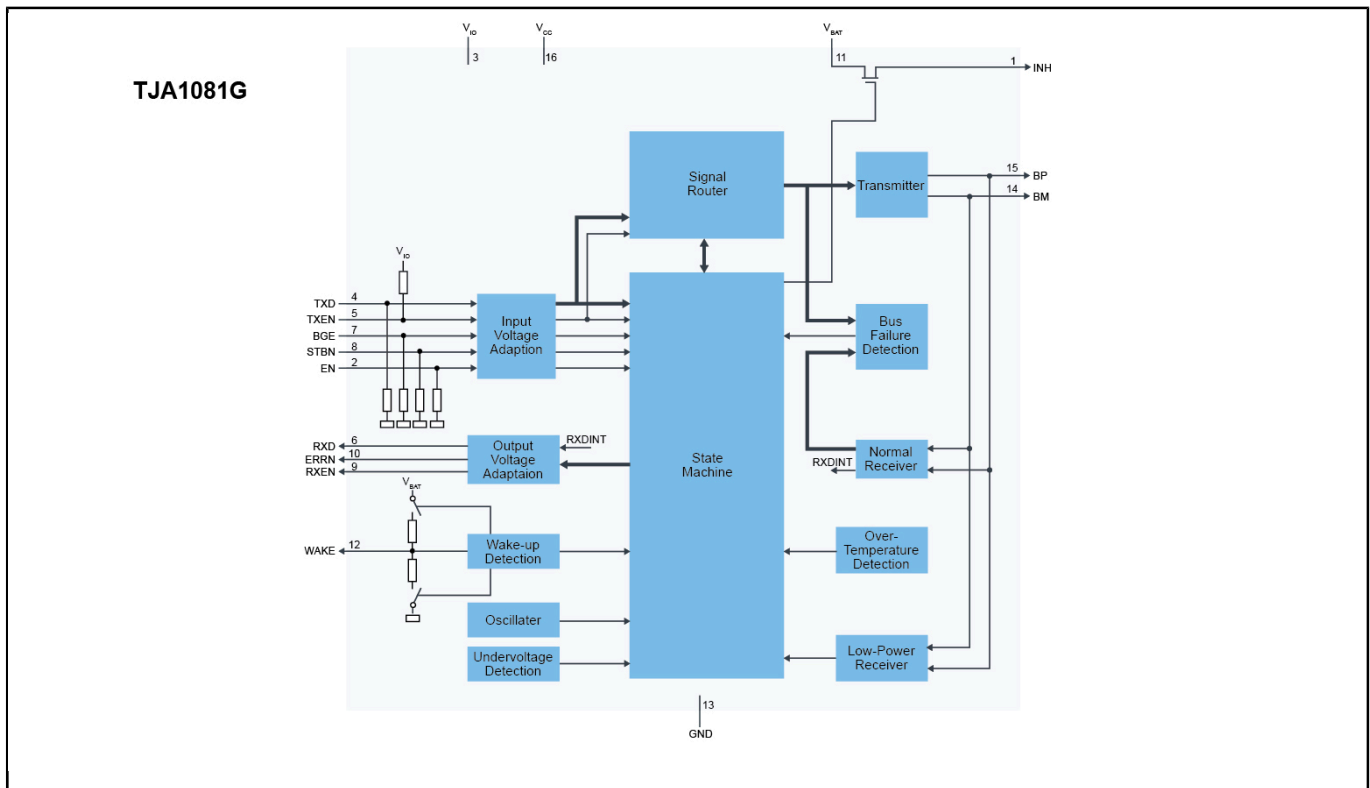 VIO
VCC
VBAT
3
16
11
1
INH
TJA1081G
Signal
Router
Transmitter
15
BP
14
BM
VIO
TXD
4
TXEN
5
BGE
7
STBN
8
EN
2
Input
Voltage
Adaption
Bus
Failure
Detection
RXD
6
ERRN
10
RXEN
9
Output
Voltage
Adaptaion
RXDINT
State
Machine
RXDINT
Normal
Receiver
VBAT
WAKE
12
Wake-up
Detection
Over-
Temperature
Detection
Oscillater
Undervoltage
Detection
Low-Power
Receiver
13
GND